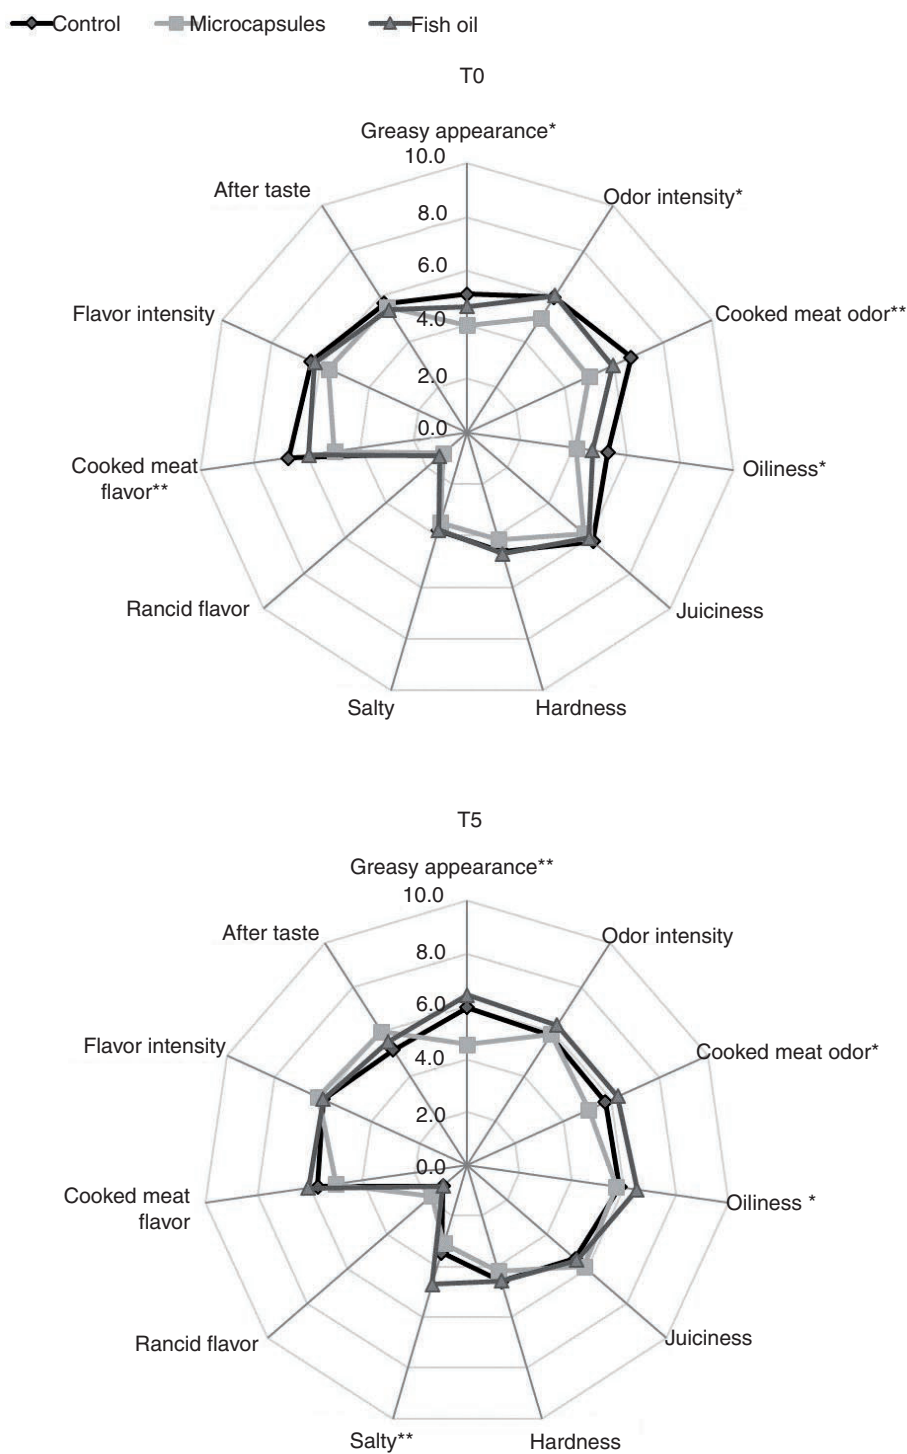 Control Microcapsules Fish oil
T0
Greasy appearance*
10.0
After taste
Odor intensity*
8.0
6.0
Flavor intensity
Cooked meat odor**
4.0
2.0
0.0
Cooked meat
flavor**
Oiliness*
Rancid flavor
Juiciness
Salty
Hardness
T5
Greasy appearance**
10.0
After taste
Odor intensity
8.0
6.0
Flavor intensity
Cooked meat odor*
4.0
2.0
0.0
Cooked meat
flavor
Oiliness *
Rancid flavor
Juiciness
Salty**
Hardness